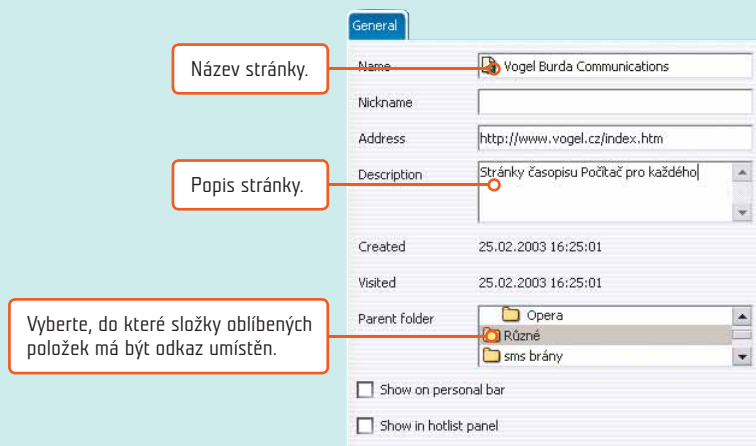 General
Název stránky.
Name
Vogel Burda Communications
Nickname
Address
http://www.vogel.cz/index.htm
Popis stránky.
Description
Stránky časopisu Počítač pro každého
Created
25.02.2003 16:25:01
Visited
25.02.2003 16:25:01
Vyberte, do které složky oblíbených
položek má být odkaz umístěn.
Parent folder
Opera
Různé
sms brány
Show on personal bar
Show in hotlist panel